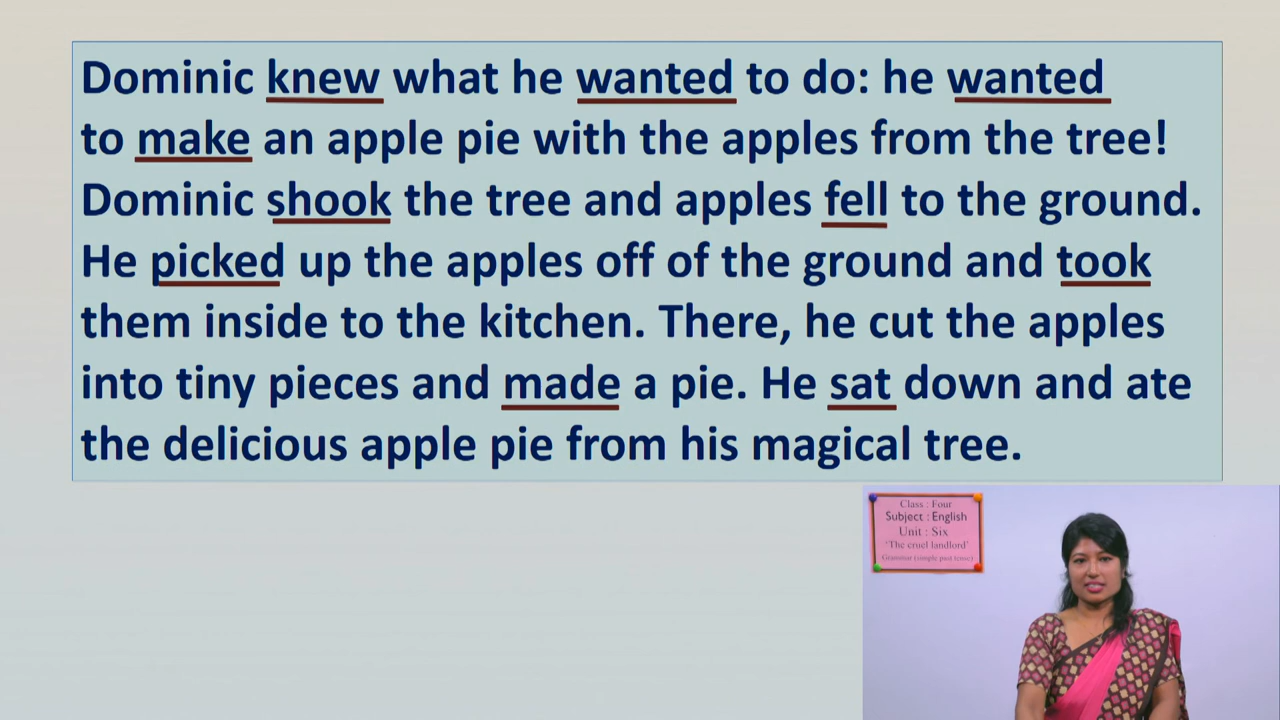 Dominic knew what he wanted to do: he wanted
to make an apple pie with the apples from the tree!
Dominic shook the tree and apples fell to the ground.
He picked up the apples off of the ground and took
them inside to the kitchen. There, he cut the apples
into tiny pieces and made a pie. He sat down and ate
the delicious apple pie from his magical tree.
Class : Four
Subject : English
Unit : Six
'The cruel landlord'
Grammar (simple past tense)